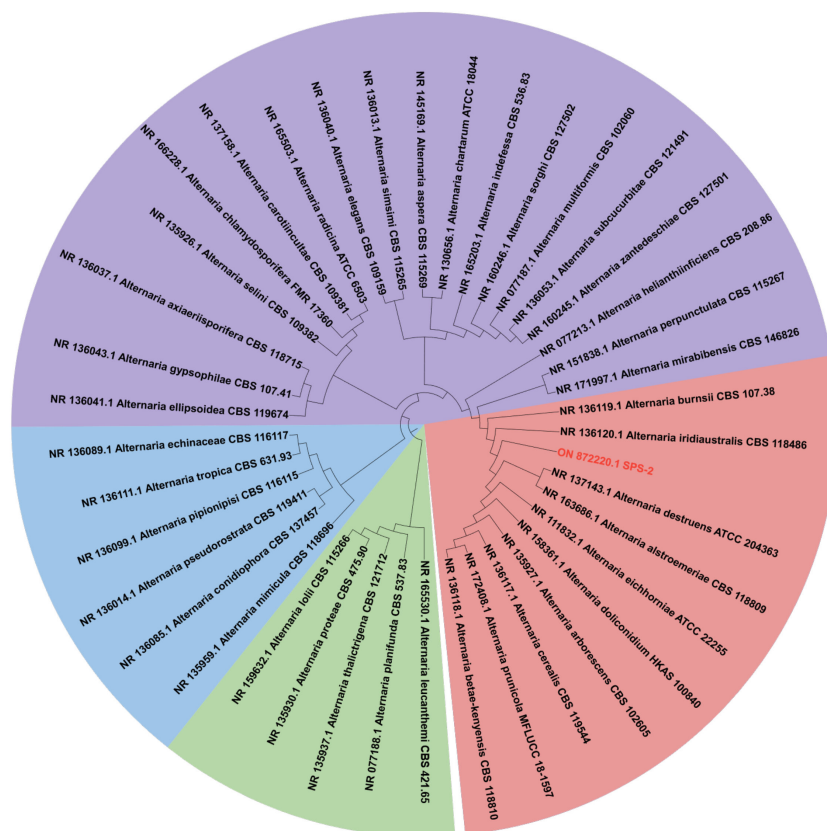 NR 136041.1 Alternaria ellipsoidea CBS 119674
NR 136043.1 Alternaria gypsophilae CBS 107.41
NR 136037.1 Alternaria axiaeriisporifera CBS 118715
NR 135926.1 Alternaria selini CBS 109382
NR 166228.1 Alternaria chlamydosporifera FMR 17360
NR 137158.1 Alternaria carotiincultae CBS 109381
NR 165503.1 Alternaria radicina ATCC 6503
NR 136040.1 Alternaria elegans CBS 109159
NR 136013.1 Alternaria simsimi CBS 115265
NR 145169.1 Alternaria aspera CBS 115269
NR 130656.1 Alternaria chartarum ATCC 18044
NR 165203.1 Alternaria indefessa CBS 536.83
NR 160246.1 Alternaria sorghi CBS 127502
NR 077187.1 Alternaria multiformis CBS 102060
NR 136053.1 Alternaria subcucurbitae CBS 121491
NR 160245.1 Alternaria zantedeschiae CBS 127501
NR 077213.1 Alternaria helianthiinficiens CBS 208.86
NR 151838.1 Alternaria perpunctulata CBS 115267
NR 171997.1 Alternaria mirabibensis CBS 146826
NR 136119.1 Alternaria burnsii CBS 107.38
NR 136120.1 Alternaria iridiaustralis CBS 118486
ON 872220.1 SPS-2
NR 137143.1 Alternaria destruens ATCC 204363
NR 163686.1 Alternaria alstroemeriae CBS 118809
NR 111832.1 Alternaria eichhorniae ATCC 22255
NR 158361.1 Alternaria doliconidium HKAS 100840
NR 135927.1 Alternaria arborescens CBS 102605
NR 136117.1 Alternaria cerealis CBS 119544
NR 172408.1 Alternaria prunicola MFLUCC 18-1597
NR 136118.1 Alternaria betae-kenyensis CBS 118810
NR 165530.1 Alternaria leucanthemi CBS 421.65
NR 077188.1 Alternaria planifunda CBS 537.83
NR 135937.1 Alternaria thalictrigena CBS 121712
NR 135930.1 Alternaria proteae CBS 475.90
NR 159632.1 Alternaria lolii CBS 115266
NR 135959.1 Alternaria mimicula CBS 118696
NR 136085.1 Alternaria conidiophora CBS 137457
NR 136014.1 Alternaria pseudorostrata CBS 119411
NR 136099.1 Alternaria pipionipisi CBS 116115
NR 136111.1 Alternaria tropica CBS 631.93
NR 136089.1 Alternaria echinaceae CBS 116117